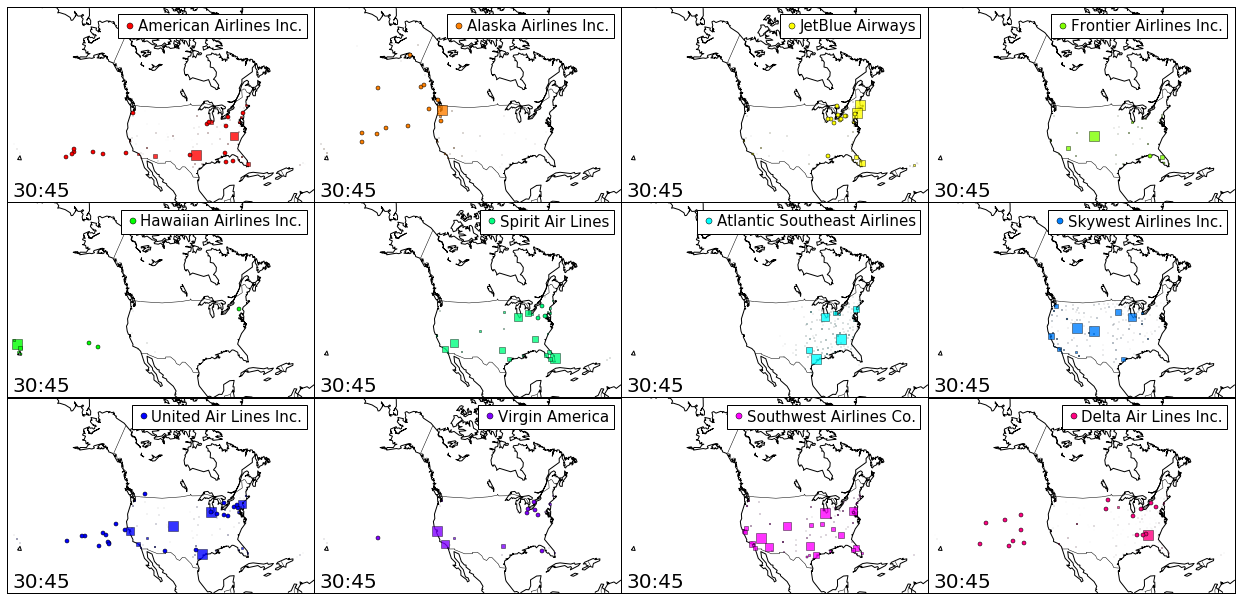 American Airlines Inc.
Alaska Airlines Inc.
JetBlue Airways
Frontier Airlines Inc.
30:45
30:45
30:45
30:45
Hawaiian Airlines Inc.
Spirit Air Lines
Atlantic Southeast Airlines
Skywest Airlines Inc.
30:45
30:45
30:45
30:45
United Air Lines Inc.
Virgin America
Southwest Airlines Co.
Delta Air Lines Inc.
30:45
30:45
30:45
30:45